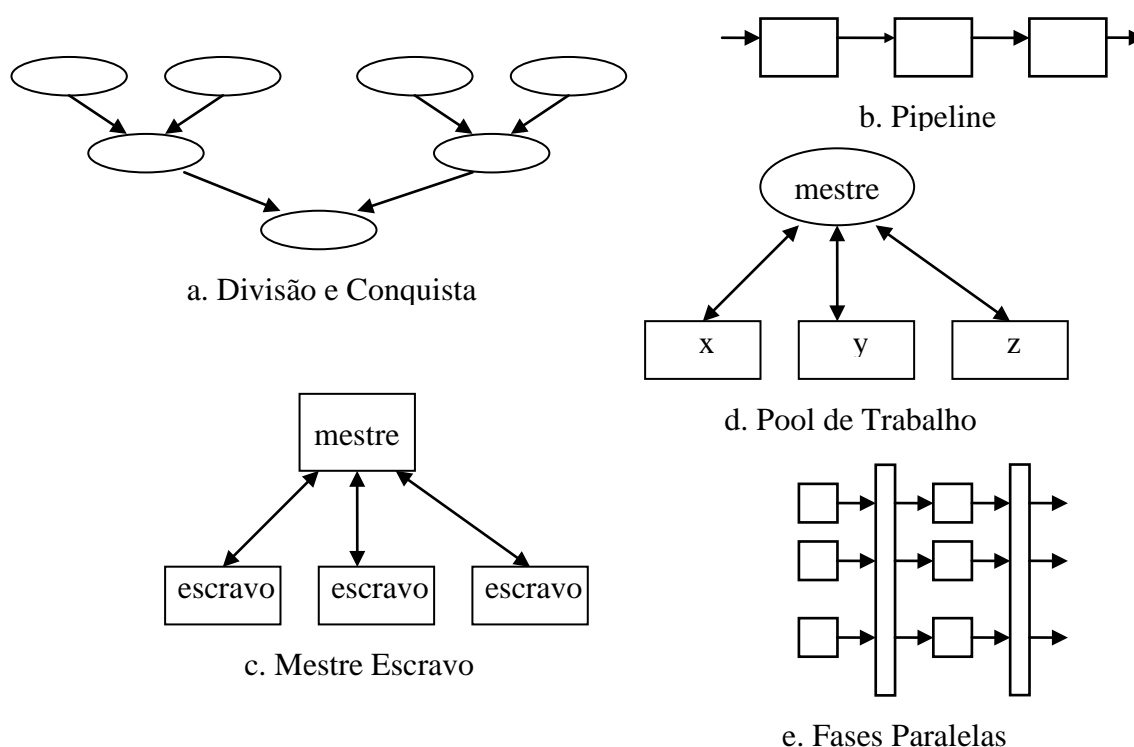 b. Pipeline
a. Divisão e Conquista
mestre
x y z
d. Pool de Trabalho
mestre
escravo escravo escravo
c. Mestre Escravo
e. Fases Paralelas